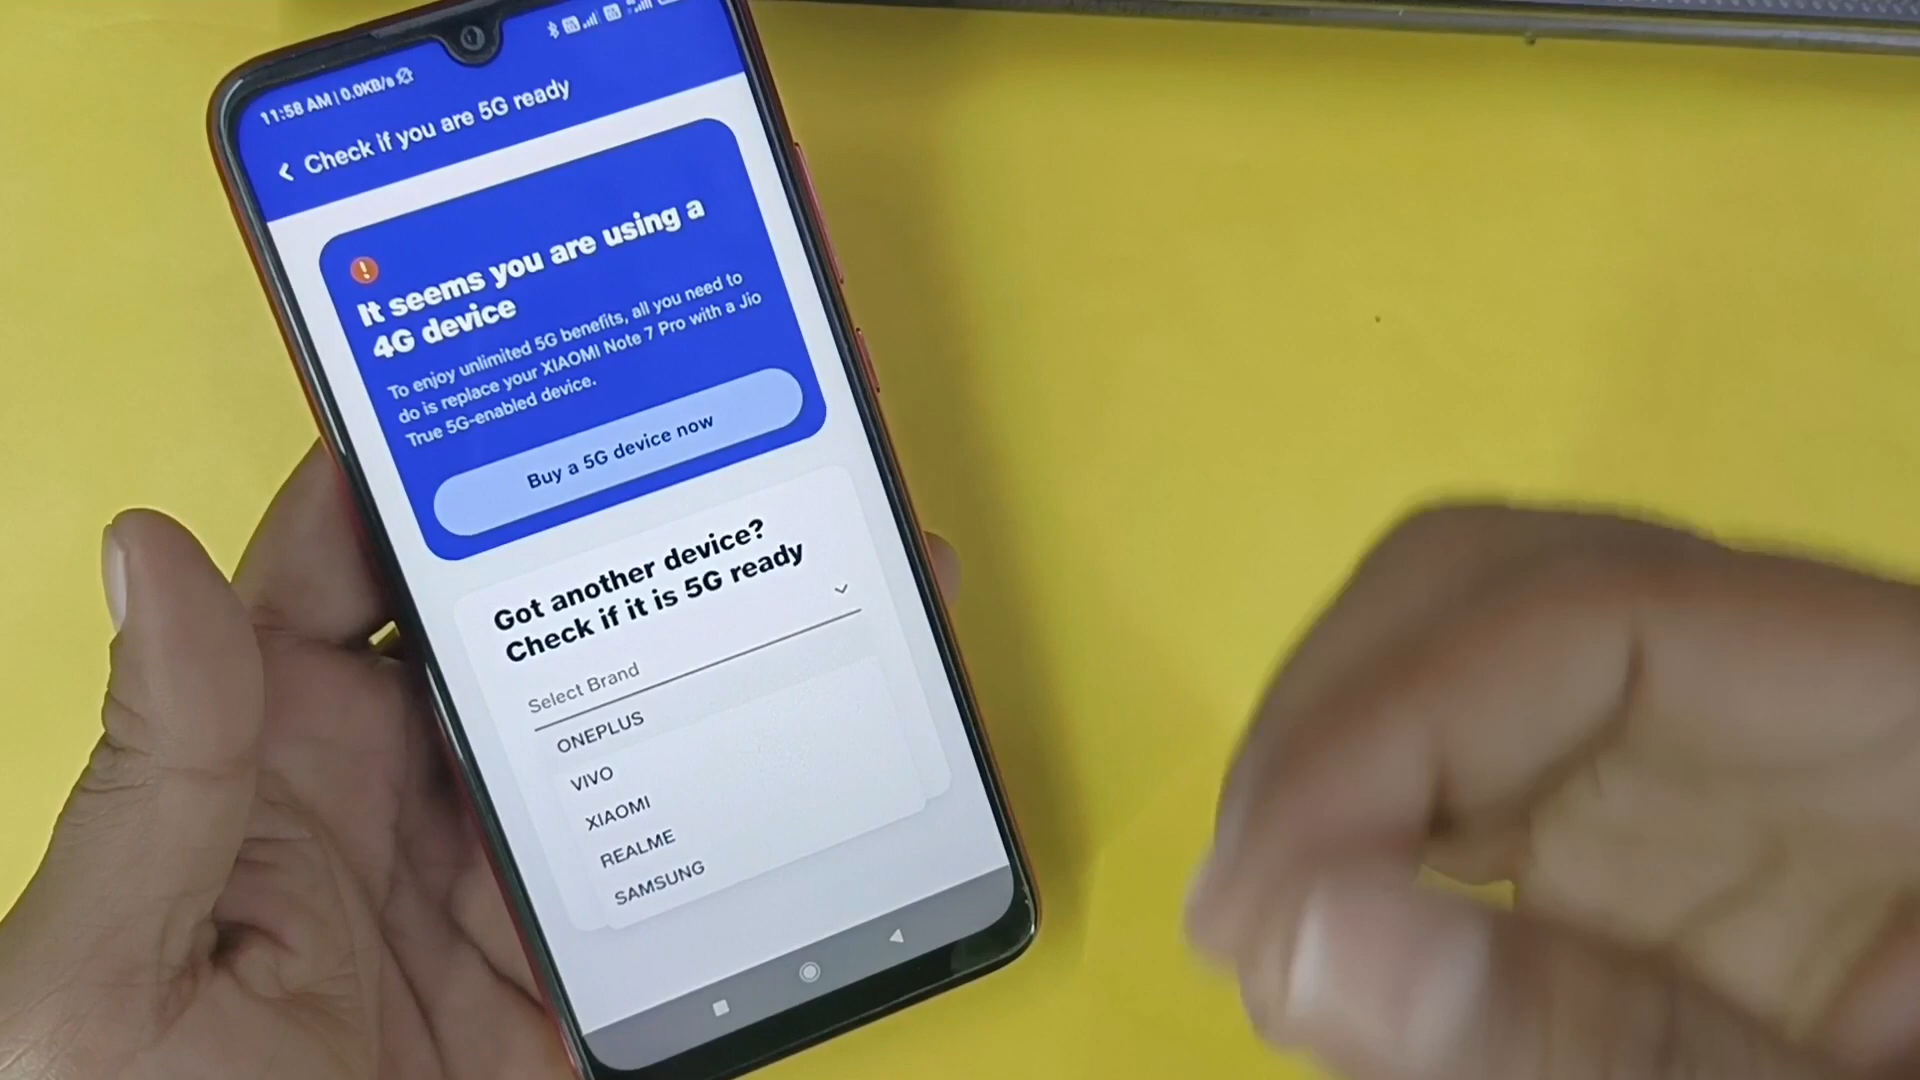 11:58 AM | 0.0KB/s
Check if you are 5G ready
It seems you are using a
4G device
To enjoy unlimited 5G benefits, all you need to
do is replace your XIAOMI Note 7 Pro with a Jio
True 5G-enabled device.
Buy a 5G device now
Got another device?
Check if it is 5G ready
Select Brand
ONEPLUS
VIVO
XIAOMI
REALME
SAMSUNG